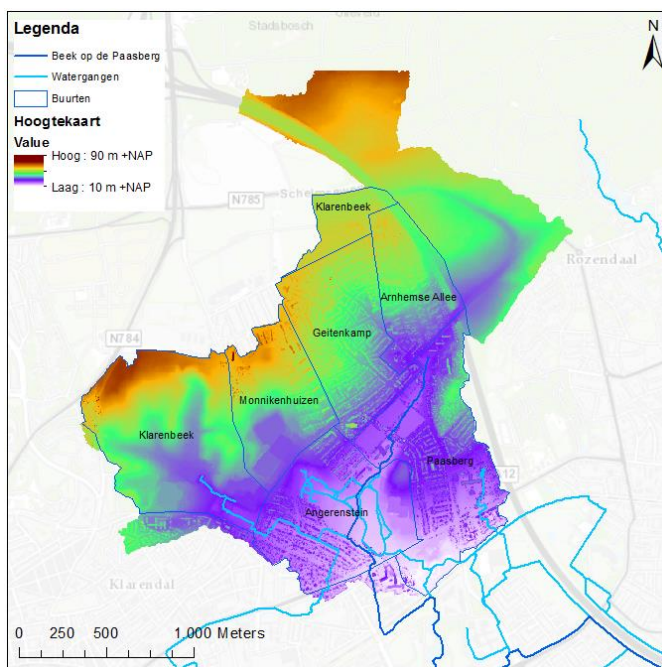 Legenda
Beek op de Paasberg
Watergangen
Buurten
Hoogtekaart
Value
Hoog : 90 m +NAP
Laag : 10 m +NAP
N
Stadsbosch
N785
Klarenbeek
Rozendaal
Arnhemse Allee
Geitenkamp
N784
Monnikenhuizen
Klarenbeek
Paasberg
A12
Angerenstein
Klarendal
0 250 500 1.000 Meters